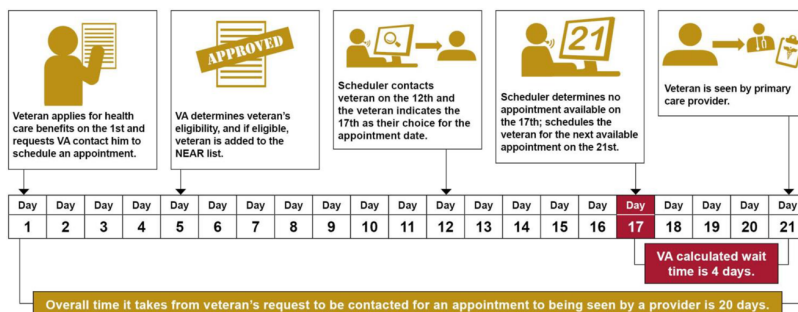 APPROVED
21
Veteran applies for health
care benefits on the 1st and
requests VA contact him to
schedule an appointment.
VA determines veteran's
eligibility, and if eligible,
veteran is added to the
NEAR list.
Scheduler contacts
veteran on the 12th and
the veteran indicates the
17th as their choice for the
appointment date.
Scheduler determines no
appointment available on
the 17th; schedules the
veteran for the next available
appointment on the 21st.
Veteran is seen by primary
care provider.
Day Day Day Day Day Day Day Day Day Day Day Day Day Day Day Day Day Day Day Day Day
1 2 3 4 5 6 7 8 9 10 11 12 13 14 15 16 17 18 19 20 21
VA calculated wait
time is 4 days.
Overall time it takes from veteran's request to be contacted for an appointment to being seen by a provider is 20 days.